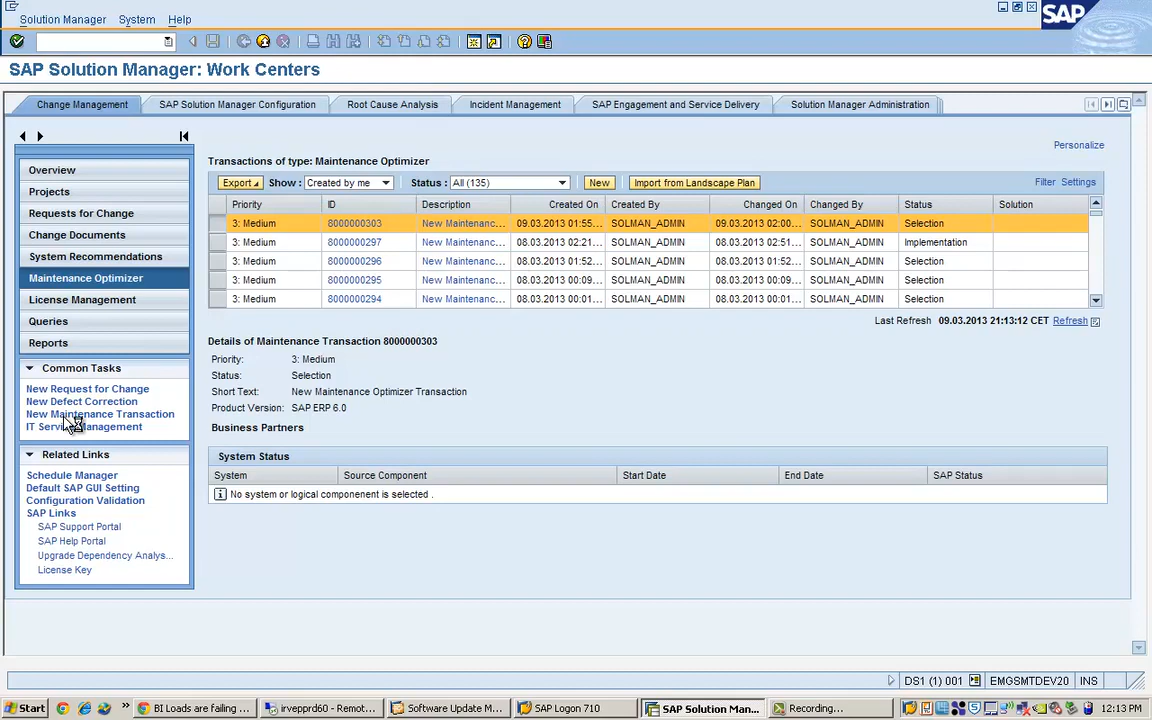 Solution Manager System Help
SAP
SAP Solution Manager: Work Centers
Change Management SAP Solution Manager Configuration Root Cause Analysis Incident Management SAP Engagement and Service Delivery Solution Manager Administration
Personalize
Overview
Projects
Requests for Change
Change Documents
System Recommendations
Maintenance Optimizer
License Management
Queries
Reports
Common Tasks
New Request for Change
New Defect Correction
New Maintenance Transaction
IT Service Management
Related Links
Schedule Manager
Default SAP GUI Setting
Configuration Validation
SAP Links
SAP Support Portal
SAP Help Portal
Upgrade Dependency Analys...
License Key
Transactions of type: Maintenance Optimizer
Export Show : Created by me Status : All (135) New Import from Landscape Plan Filter Settings
Priority ID Description Created On Created By Changed On Changed By Status Solution
3: Medium 8000000303 New Maintenanc... 09.03.2013 01:55... SOLMAN_ADMIN 09.03.2013 02:00... SOLMAN_ADMIN Selection
3: Medium 8000000297 New Maintenanc... 08.03.2013 02:21... SOLMAN_ADMIN 08.03.2013 02:51... SOLMAN_ADMIN Implementation
3: Medium 8000000296 New Maintenanc... 08.03.2013 01:52... SOLMAN_ADMIN 08.03.2013 01:52... SOLMAN_ADMIN Selection
3: Medium 8000000295 New Maintenanc... 08.03.2013 00:09... SOLMAN_ADMIN 08.03.2013 00:09... SOLMAN_ADMIN Selection
3: Medium 8000000294 New Maintenanc... 08.03.2013 00:01... SOLMAN_ADMIN 08.03.2013 00:01... SOLMAN_ADMIN Selection
Last Refresh 09.03.2013 21:13:12 CET Refresh
Details of Maintenance Transaction 8000000303
Priority: 3: Medium
Status: Selection
Short Text: New Maintenance Optimizer Transaction
Product Version: SAP ERP 6.0
Business Partners
System Status
System Source Component Start Date End Date SAP Status
No system or logical componenent is selected .
DS1 (1) 001 EMGSMTDEV20 INS
Start BI Loads are failing ... irvepprd60 - Remot... Software Update M... SAP Logon 710 SAP Solution Man... Recording... 12:13 PM